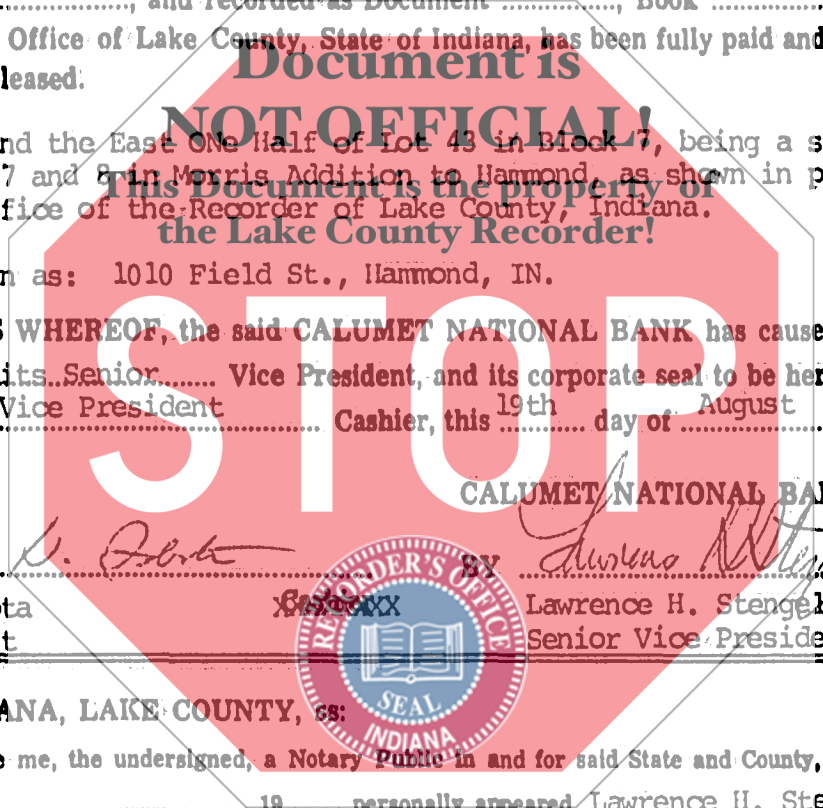 , and recorded as Document ................, Book
Office of Lake County, State of Indiana, has been fully paid and
leased.
Document is
NOT OFFICIAL!
This Document is the property of
the Lake County Recorder!
nd the East ONe Half of Lot 43 in Block 7, being a s
7 and 8 in Morris Addition to Hammond, as shown in p
fice of the Recorder of Lake County, Indiana.
n as: 1010 Field St., Hammond, IN.
WHEREOF, the said CALUMET NATIONAL BANK has cause
its Senior Vice President, and its corporate seal to be her
Vice President Cashier, this 19th day of August
STOP
CALUMET NATIONAL BA
BY
ta Lawrence H. Stengel
t Senior Vice Preside
RECORDER'S OFFICE
SEAL
INDIANA
ANA, LAKE COUNTY, ss:
e me, the undersigned, a Notary Public in and for said State and County,
19 personally appeared Lawrence H. Ste